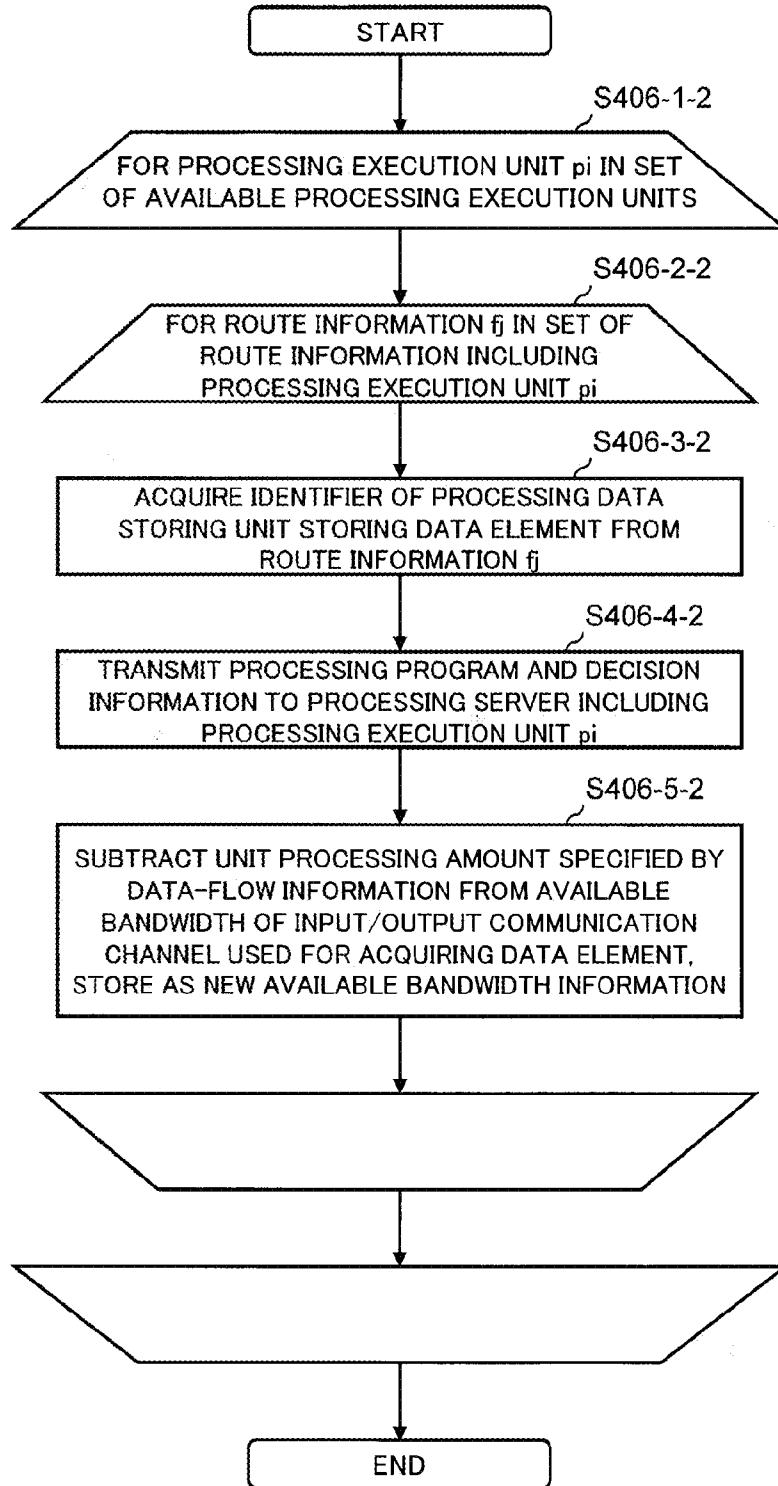 START
S406-1-2
FOR PROCESSING EXECUTION UNIT pi IN SET
OF AVAILABLE PROCESSING EXECUTION UNITS
S406-2-2
FOR ROUTE INFORMATION fj IN SET OF
ROUTE INFORMATION INCLUDING
PROCESSING EXECUTION UNIT pi
S406-3-2
ACQUIRE IDENTIFIER OF PROCESSING DATA
STORING UNIT STORING DATA ELEMENT FROM
ROUTE INFORMATION fj
S406-4-2
TRANSMIT PROCESSING PROGRAM AND DECISION
INFORMATION TO PROCESSING SERVER INCLUDING
PROCESSING EXECUTION UNIT pi
S406-5-2
SUBTRACT UNIT PROCESSING AMOUNT SPECIFIED BY
DATA-FLOW INFORMATION FROM AVAILABLE
BANDWIDTH OF INPUT/OUTPUT COMMUNICATION
CHANNEL USED FOR ACQUIRING DATA ELEMENT,
STORE AS NEW AVAILABLE BANDWIDTH INFORMATION
END